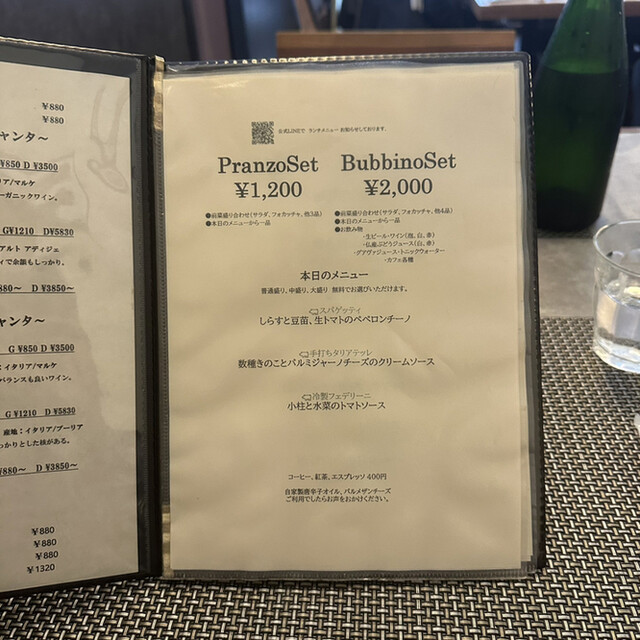 ¥880
¥880
ャンタ～
¥850 D ¥3500
リア/マルケ
ーガニックワイン。
G¥1210 D¥5830
アルト アディジェ
ィで余韻もしっかり。
880～ D ¥3850～
ャンタ～
G ¥850 D ¥3500
：イタリア/マルケ
バランスも良いワイン。
G ¥1210 D ¥5830
産地：イタリア/プーリア
っかりとした味がある。
¥880～ D ¥3850～
¥880
¥880
¥880
¥1320
公式LINEで ランチメニュー お知らせしております。
PranzoSet
¥1,200
●前菜盛り合わせ(サラダ、フォカッチャ、他3品)
●本日のメニューから一品
BubbinoSet
¥2,000
●前菜盛り合わせ(サラダ、フォカッチャ、他4品)
●本日のメニューから一品
●お飲み物
・生ビール・ワイン(泡、白、赤)
・仏産ぶどうジュース(白、赤)
・グアヴァジュース・トニックウォーター
・カフェ各種
本日のメニュー
普通盛り、中盛り、大盛り 無料でお選びいただけます。
スパゲッティ
しらすと豆苗、生トマトのペペロンチーノ
手打ちタリアテッレ
数種きのことパルミジャーノチーズのクリームソース
冷製フェデリーニ
小柱と水菜のトマトソース
コーヒー、紅茶、エスプレッソ 400円
自家製唐辛子オイル、パルメザンチーズ
ご利用でしたらお声をおかけください。